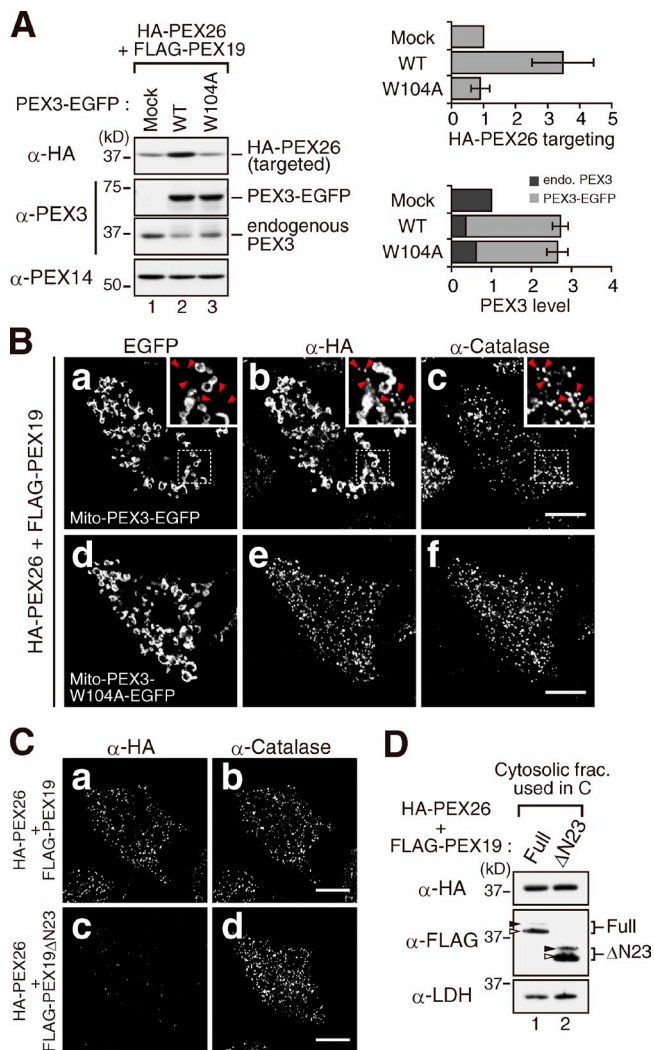 A
HA-PEX26
+ FLAG-PEX19
PEX3-EGFP :
Mock
WT
W104A
(kD)
α-HA
37
HA-PEX26
(targeted)
75
PEX3-EGFP
α-PEX3
37
endogenous
PEX3
α-PEX14
50
1 2 3
Mock
WT
W104A
0 1 2 3 4 5
HA-PEX26 targeting
endo. PEX3
PEX3-EGFP
Mock
WT
W104A
0 1 2 3 4
PEX3 level
B
EGFP α-HA α-Catalase
HA-PEX26 + FLAG-PEX19
a b c
Mito-PEX3-EGFP
d e f
Mito-PEX3-
W104A-EGFP
C
α-HA α-Catalase
HA-PEX26
+
FLAG-PEX19
a b
HA-PEX26
+
FLAG-PEX19ΔN23
c d
D
Cytosolic frac.
used in C
HA-PEX26
+
FLAG-PEX19 :
Full
ΔN23
(kD)
α-HA
37
α-FLAG
37
Full
ΔN23
37
α-LDH
1 2